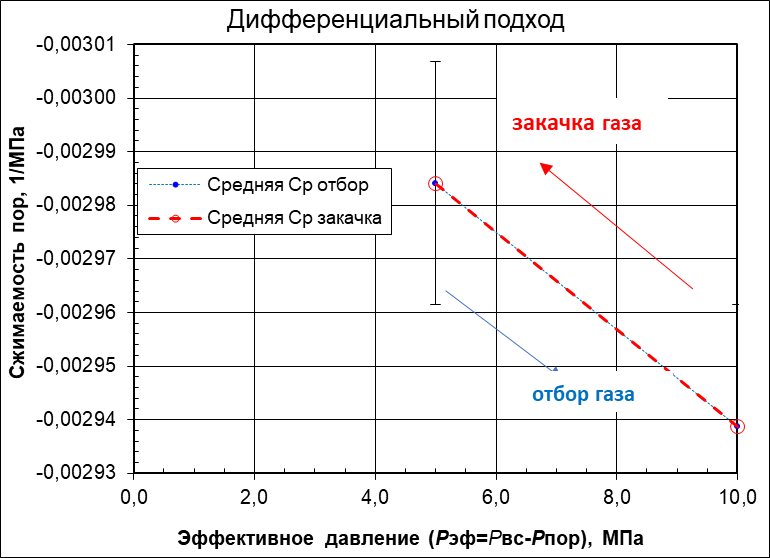 Дифференциальный подход
-0,00301
-0,00300
-0,00299
-0,00298
-0,00297
-0,00296
-0,00295
-0,00294
-0,00293
Сжимаемость пор, 1/МПа
закачка газа
Средняя Ср отбор
Средняя Ср закачка
отбор газа
0,0 2,0 4,0 6,0 8,0 10,0
Эффективное давление (Рэф=Рвс-Рпор), МПа